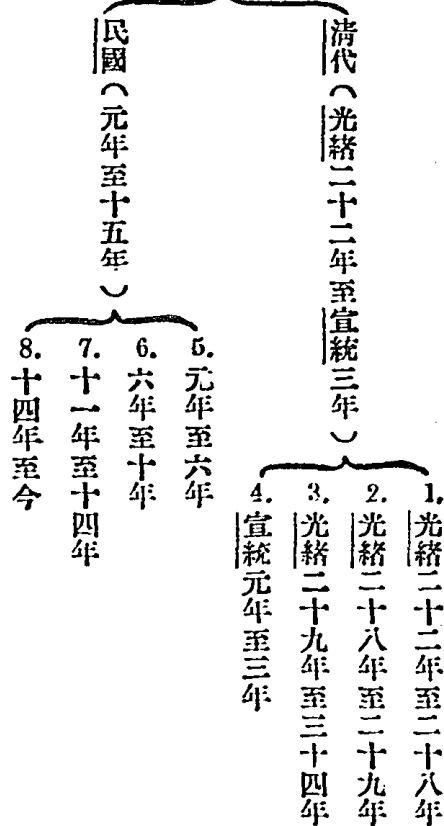 清代（光緒二十二年至宣統三年）
1. 光緒二十二年至二十八年
2. 光緒二十八年至二十九年
3. 光緒二十九年至三十四年
4. 宣統元年至三年
民國（元年至十五年）
5. 元年至六年
6. 六年至十年
7. 十一年至十四年
8. 十四年至今